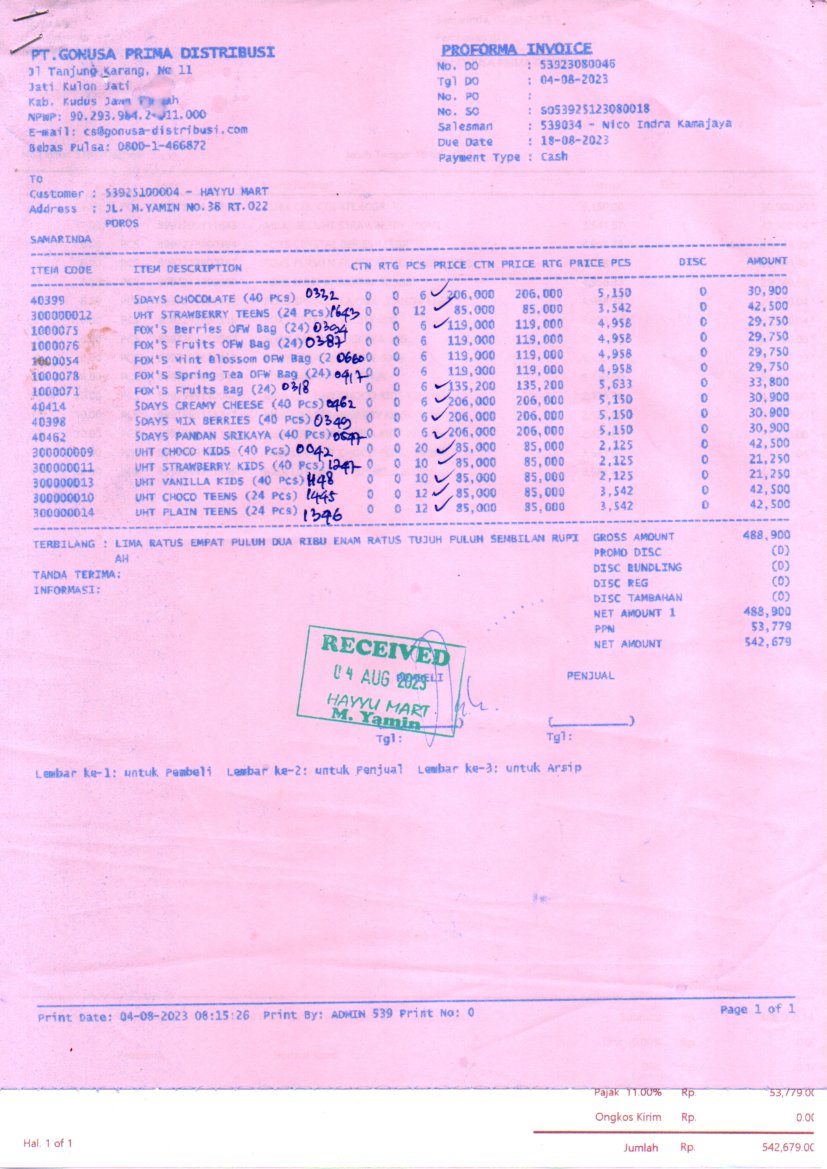 PT.GONUSA PRIMA DISTRIBUSI
Jl Tanjung Karang, No 11
Jati Kulon Jati
Kab. Kudus Jawa
NPWP: 90.293.984.2- 011.000
E-mail: cs@gonusa-distribusi.com
Bebas Pulsa: 0800-1-466872
PROFORMA INVOICE
No. DO : 53923080046
Tgl DO : 04-08-2023
No. PO :
No. SO : SO53925123080018
Salesman : 539034 - Nico Indra Kamajaya
Due Date : 18-08-2023
Payment Type : Cash
TO
Customer : 53925100004 - HAYYU MART
Address : JL. M.YAMIN NO.38 RT.022
POROS
SAMARINDA
ITEM CODE ITEM DESCRIPTION CTN RTG PCS PRICE CTN PRICE RTG PRICE PCS DISC AMOUNT
40399 5DAYS CHOCOLATE (40 Pcs) 0332 0 0 6 206,000 206,000 5,150 0 30,900
300000012 UHT STRAWBERRY TEENS (24 Pcs) 1643 0 0 12 85,000 85,000 3,542 0 42,500
1000075 FOX'S Berries OFW Bag (24) 0394 0 0 6 119,000 119,000 4,958 0 29,750
1000076 FOX'S Fruits OFW Bag (24) 0387 0 0 6 119,000 119,000 4,958 0 29,750
1000054 FOX'S Mint Blossom OFW Bag (2 0660 0 0 6 119,000 119,000 4,958 0 29,750
1000078 FOX'S Spring Tea OFW Bag (24) 0417 0 0 6 119,000 119,000 4,958 0 29,750
1000071 FOX'S Fruits Bag (24) 0318 0 0 6 135,200 135,200 5,633 0 33,800
40414 5DAYS CREAMY CHEESE (40 Pcs) 0462 0 0 6 206,000 206,000 5,150 0 30,900
40398 5DAYS MIX BERRIES (40 Pcs) 0349 0 0 6 206,000 206,000 5,150 0 30,900
40462 5DAYS PANDAN SRIKAYA (40 Pcs) 0 0 6 206,000 206,000 5,150 0 30,900
300000009 UHT CHOCO KIDS (40 Pcs) 0042 0 0 20 85,000 85,000 2,125 0 42,500
300000011 UHT STRAWBERRY KIDS (40 Pcs) 1247 0 0 10 85,000 85,000 2,125 0 21,250
300000013 UHT VANILLA KIDS (40 Pcs) 1148 0 0 10 85,000 85,000 2,125 0 21,250
300000010 UHT CHOCO TEENS (24 Pcs) 1445 0 0 12 85,000 85,000 3,542 0 42,500
300000014 UHT PLAIN TEENS (24 Pcs) 1346 0 0 12 85,000 85,000 3,542 0 42,500
TERBILANG : LIMA RATUS EMPAT PULUH DUA RIBU ENAM RATUS TUJUH PULUH SEMBILAN RUPI
AH
TANDA TERIMA:
INFORMASI:
GROSS AMOUNT 488,900
PROMO DISC (0)
DISC BUNDLING (0)
DISC REG (0)
DISC TAMBAHAN (0)
NET AMOUNT 1 488,900
PPN 53,779
NET AMOUNT 542,679
RECEIVED
04 AUG 2023
HAYYU MART
M. Yamin
PEMBELI
Tgl:
PENJUAL
(____________)
Tgl:
Lembar ke-1: untuk Pembeli Lembar ke-2: untuk Penjual Lembar ke-3: untuk Arsip
Print Date: 04-08-2023 08:15:26 Print By: ADMIN 539 Print No: 0
Page 1 of 1
Pajak 11.00% Rp. 53,779.00
Ongkos Kirim Rp. 0.00
Hal. 1 of 1
Jumlah Rp. 542,679.00